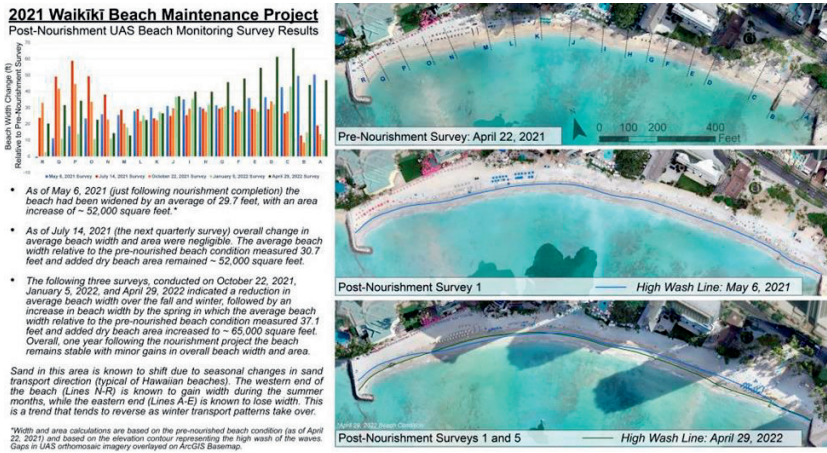 2021 Waikīkī Beach Maintenance Project
Post-Nourishment UAS Beach Monitoring Survey Results
Beach Width Change (ft)
Relative to Pre-Nourishment Survey
70
60
50
40
30
20
10
0
-10
R Q P O N M L K J I H G F E D C B A
May 6, 2021 Survey July 14, 2021 Survey October 22, 2021 Survey January 5, 2022 Survey April 29, 2022 Survey
• As of May 6, 2021 (just following nourishment completion) the
beach had been widened by an average of 29.7 feet, with an area
increase of ~ 52,000 square feet.*
• As of July 14, 2021 (the next quarterly survey) overall change in
average beach width and area were negligible. The average beach
width relative to the pre-nourished beach condition measured 30.7
feet and added dry beach area remained ~ 52,000 square feet.
• The following three surveys, conducted on October 22, 2021,
January 5, 2022, and April 29, 2022 indicated a reduction in
average beach width over the fall and winter, followed by an
increase in beach width by the spring in which the average beach
width relative to the pre-nourished beach condition measured 37.1
feet and added dry beach area increased to ~ 65,000 square feet.
Overall, one year following the nourishment project the beach
remains stable with minor gains in overall beach width and area.
Sand in this area is known to shift due to seasonal changes in sand
transport direction (typical of Hawaiian beaches). The western end of
the beach (Lines N-R) is known to gain width during the summer
months, while the eastern end (Lines A-E) is known to lose width. This
is a trend that tends to reverse as winter transport patterns take over.
*Width and area calculations are based on the pre-nourished beach condition (as of April
22, 2021) and based on the elevation contour representing the high wash of the waves.
Gaps in UAS orthomosaic imagery overlayed on ArcGIS Basemap.
R Q P O N M L K J I H G F E D C B A
0 100 200 400
Feet
Pre-Nourishment Survey: April 22, 2021
Post-Nourishment Survey 1
High Wash Line: May 6, 2021
*April 29, 2022 Beach Condition
Post-Nourishment Surveys 1 and 5
High Wash Line: April 29, 2022